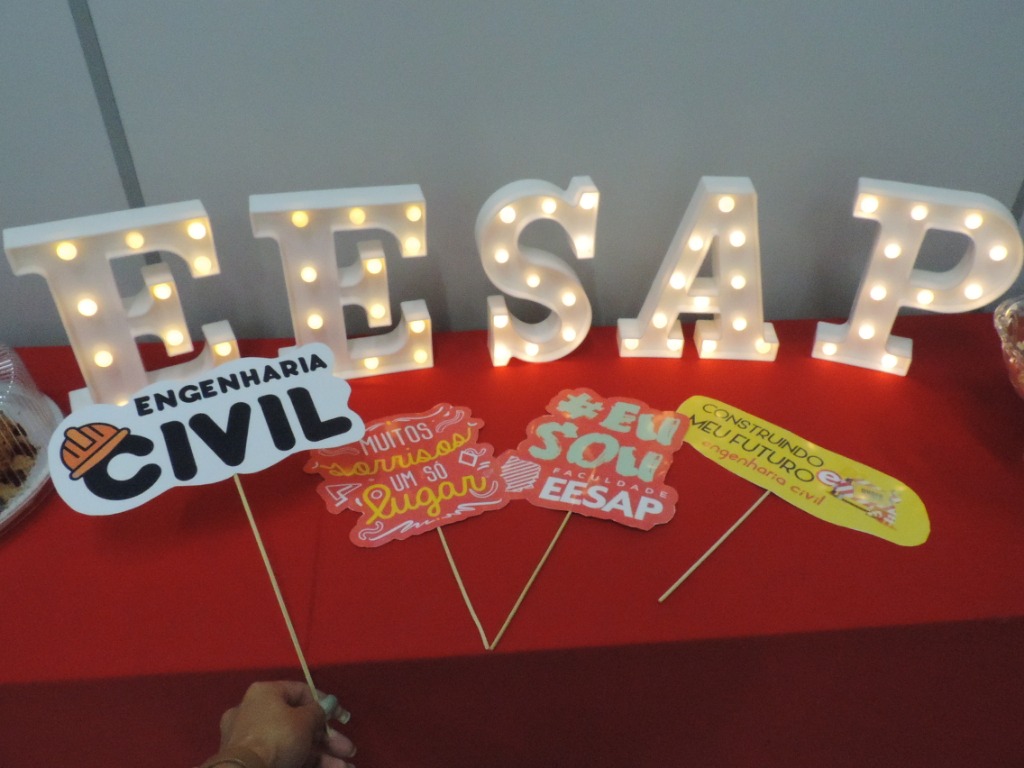 EESAP
ENGENHARIA
CIVIL
MUITOS
sorrisos
UM SÓ
lugar
#EU
SOU
FACULDADE
EESAP
CONSTRUINDO
MEU FUTURO
engenharia civil